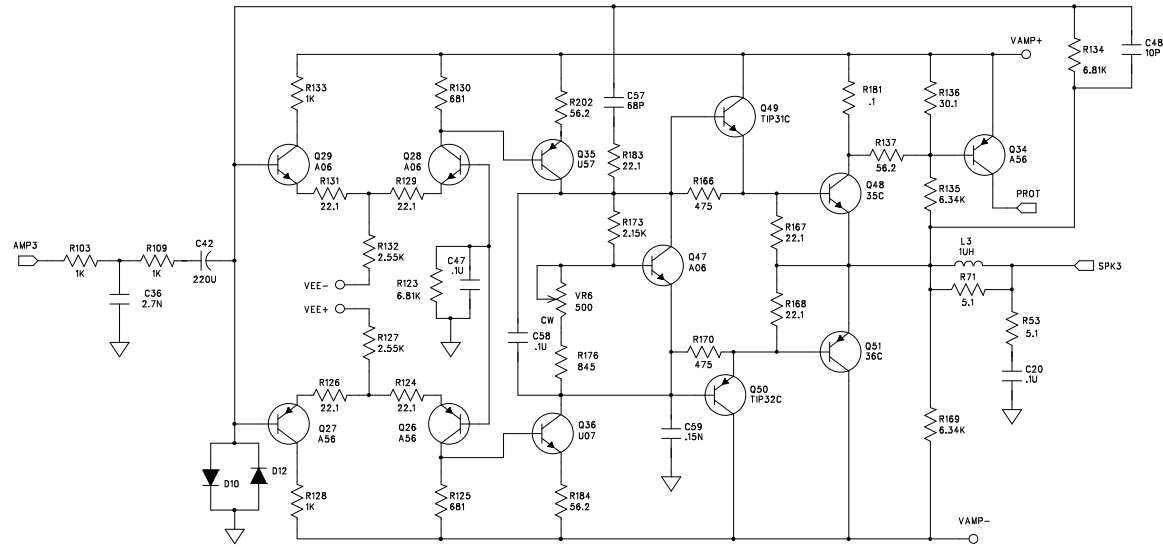 C48
10P
R134
6.81K
VAMP+
R133
1K
R130
681
R202
56.2
C57
68P
Q49
TIP31C
R181
.1
R136
30.1
Q29
A06
Q28
A06
Q35
U57
R183
22.1
R137
56.2
Q34
A56
R131
22.1
R129
22.1
R166
475
Q48
35C
R135
6.34K
PROT
R173
2.15K
R167
22.1
AMP3
R103
1K
R109
1K
C42
220U
R132
2.55K
C47
.1U
R123
6.81K
Q47
A06
L3
1UH
SPK3
C36
2.7N
VEE-
VEE+
VR6
500
CW
R168
22.1
R71
5.1
R53
5.1
R127
2.55K
C58
.1U
R176
845
R170
475
Q51
36C
C20
.1U
R126
22.1
R124
22.1
Q50
TIP32C
Q27
A56
Q26
A56
Q36
U07
C59
.15N
R169
6.34K
D10
D12
R128
1K
R125
681
R184
56.2
VAMP-